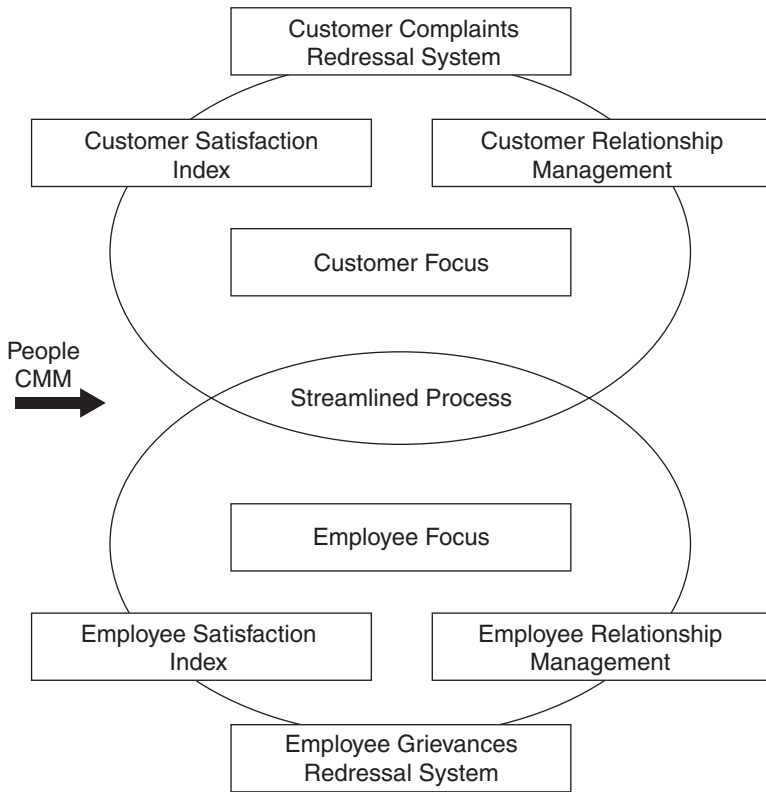 Customer Complaints
Redressal System
Customer Satisfaction
Index
Customer Relationship
Management
Customer Focus
People
CMM
Streamlined Process
Employee Focus
Employee Satisfaction
Index
Employee Relationship
Management
Employee Grievances
Redressal System